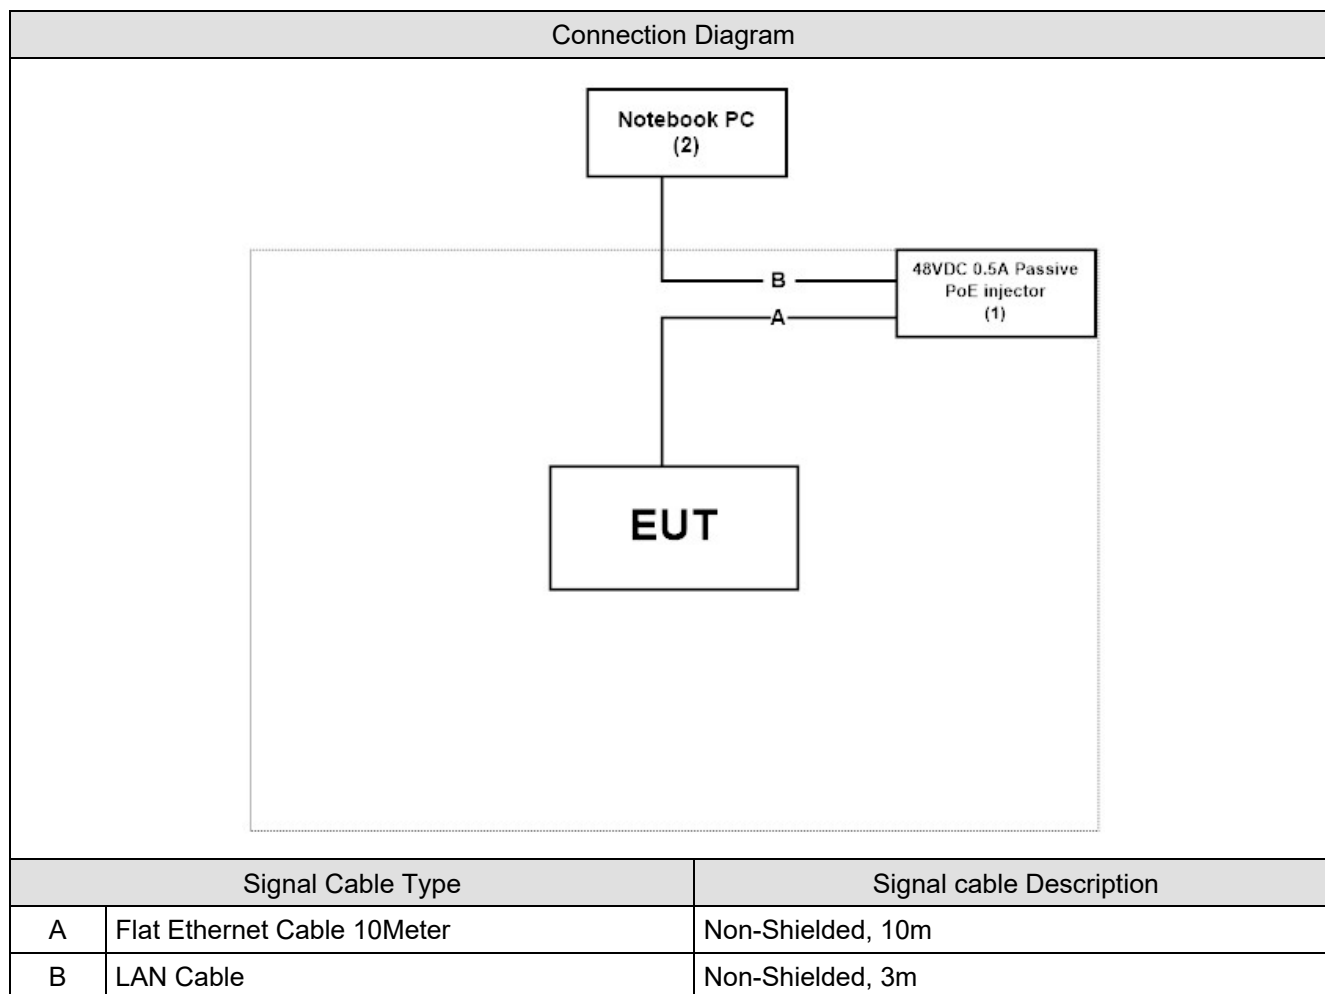 Connection Diagram
Notebook PC
(2)
48VDC 0.5A Passive
PoE injector
(1)
B
A
EUT
Signal Cable Type Signal cable Description
A Flat Ethernet Cable 10Meter Non-Shielded, 10m
B LAN Cable Non-Shielded, 3m